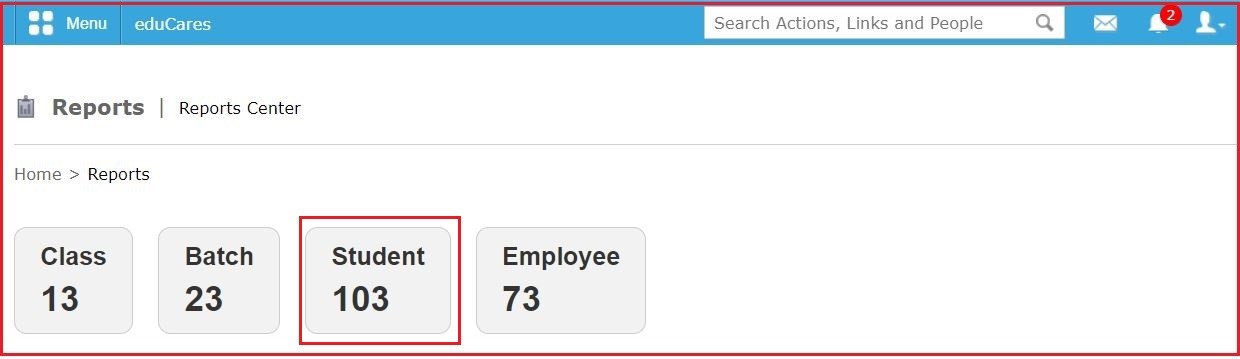 Menu eduCares Search Actions, Links and People 2
Reports | Reports Center
Home > Reports
Class Batch Student Employee
13 23 103 73